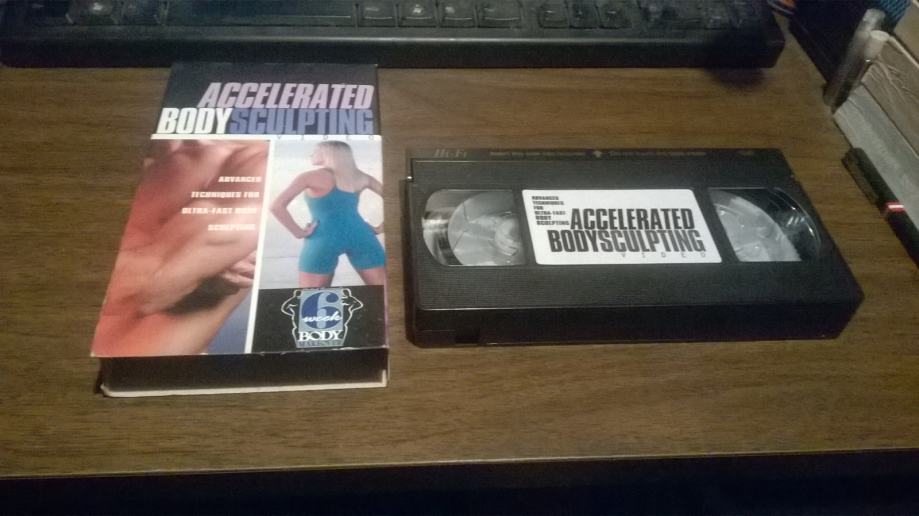 ACCELERATED
BODYSCULPTING
VIDEO
ADVANCED
TECHNIQUES FOR
ULTRA-FAST BODY
SCULPTING
6
week
BODY
MAKEOVER
Hi-Fi
ADVANCED
TECHNIQUES
FOR
ULTRA-FAST
BODY
SCULPTING
ACCELERATED
BODYSCULPTING
VIDEO